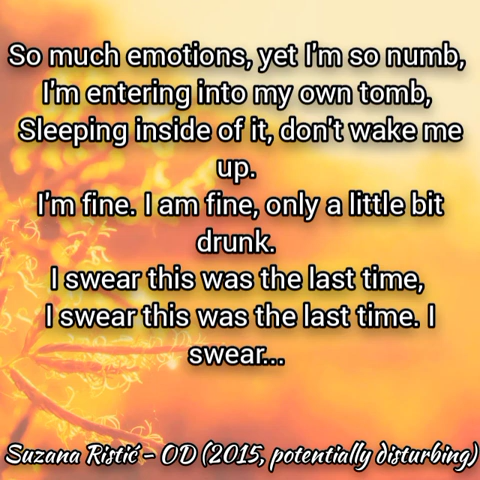 So much emotions, yet I'm so numb,
I'm entering into my own tomb,
Sleeping inside of it, don't wake me
up.
I'm fine. I am fine, only a little bit
drunk.
I swear this was the last time,
I swear this was the last time. I
swear...
Suzana Ristić - OD (2015, potentially disturbing)